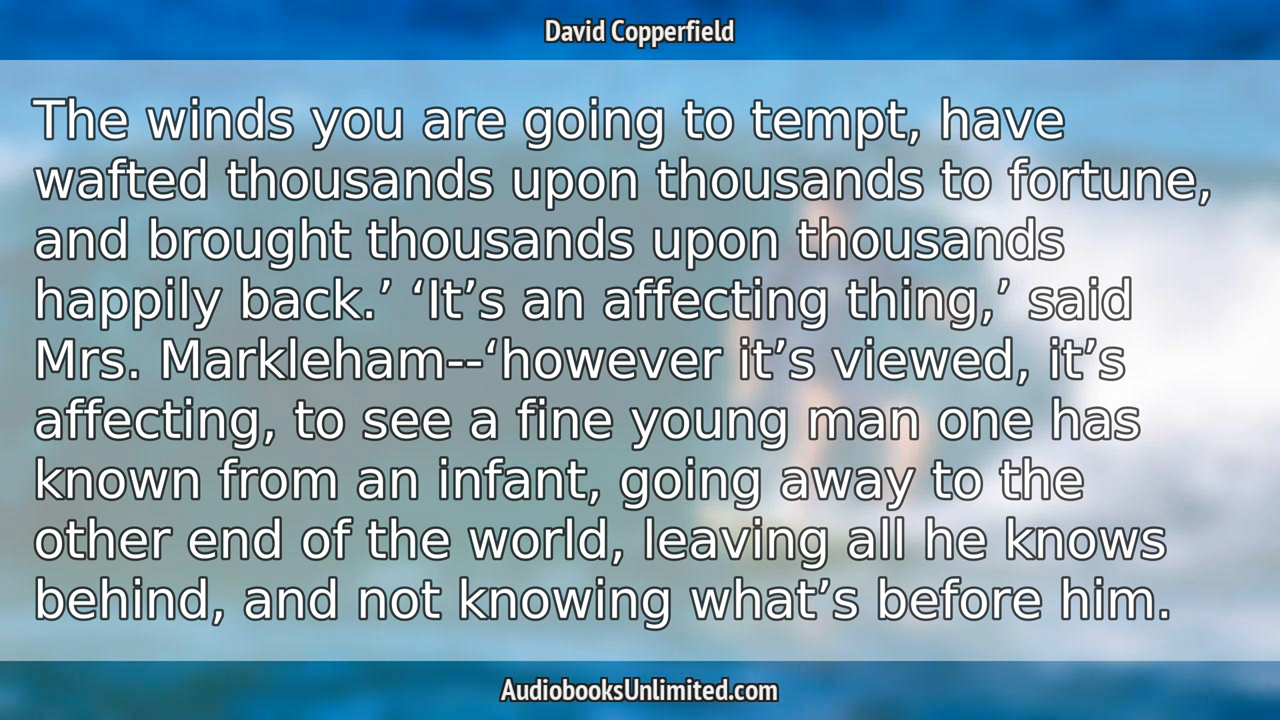 David Copperfield
The winds you are going to tempt, have
wafted thousands upon thousands to fortune,
and brought thousands upon thousands
happily back.’ ‘It’s an affecting thing,’ said
Mrs. Markleham--‘however it’s viewed, it’s
affecting, to see a fine young man one has
known from an infant, going away to the
other end of the world, leaving all he knows
behind, and not knowing what’s before him.
AudiobooksUnlimited.com